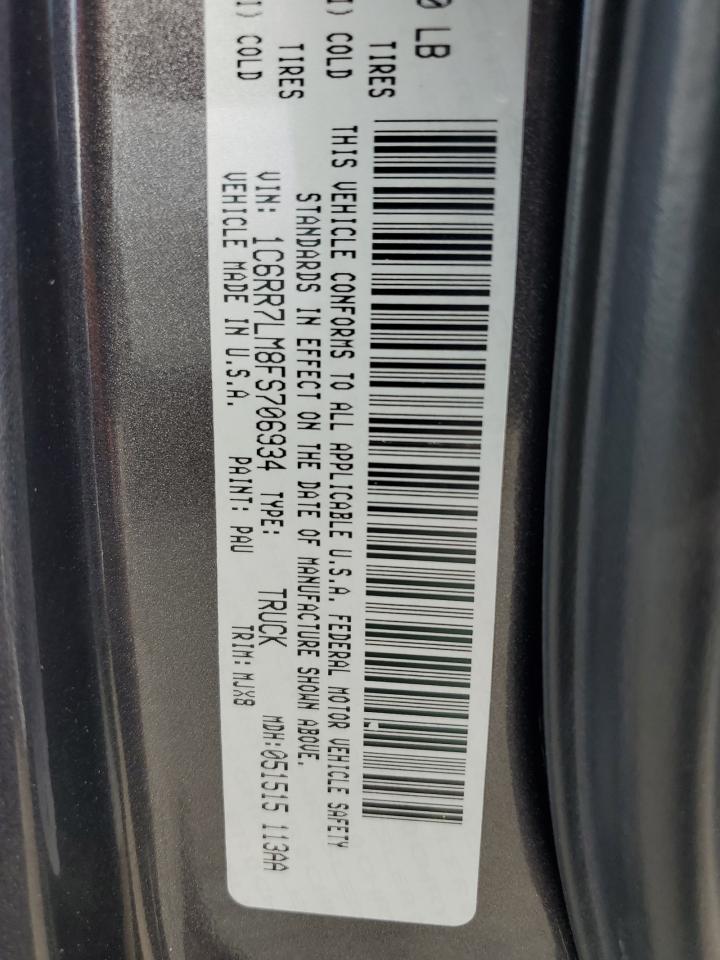 0 LB
TIRES
TIRES
I) COLD
I) COLD
THIS VEHICLE CONFORMS TO ALL APPLICABLE U.S.A. FEDERAL MOTOR VEHICLE SAFETY
STANDARDS IN EFFECT ON THE DATE OF MANUFACTURE SHOWN ABOVE.
VIN: 1C6RR7LM8FS706934 TYPE: TRUCK MDH: 051515 113AA
VEHICLE MADE IN U.S.A. PAINT: PAU TRIM: MJX8